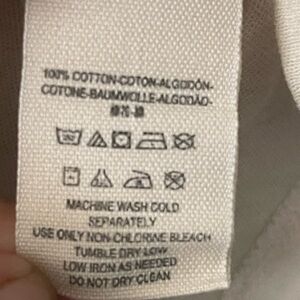 100% COTTON-COTON-ALGODÓN-
COTONE-BAUMWOLLE-ALGODÃO-
MACHINE WASH COLD
SEPARATELY
USE ONLY NON-CHLORINE BLEACH
TUMBLE DRY LOW
LOW IRON AS NEEDED
DO NOT DRY CLEAN